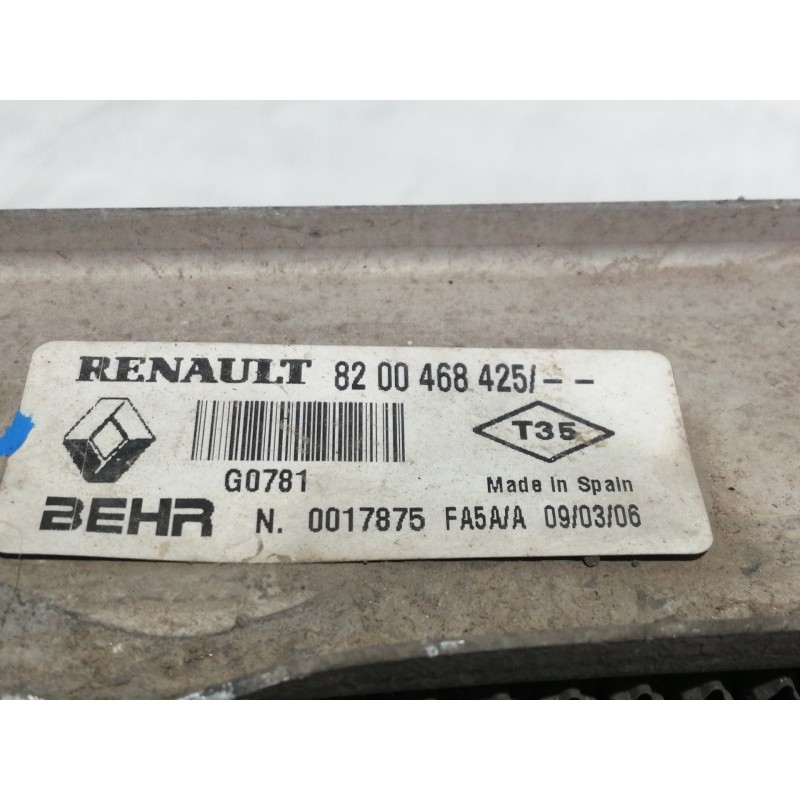 RENAULT 82 00 468 425/--
T35
G0781 Made In Spain
BEHR N. 0017875 FA5A/A 09/03/06